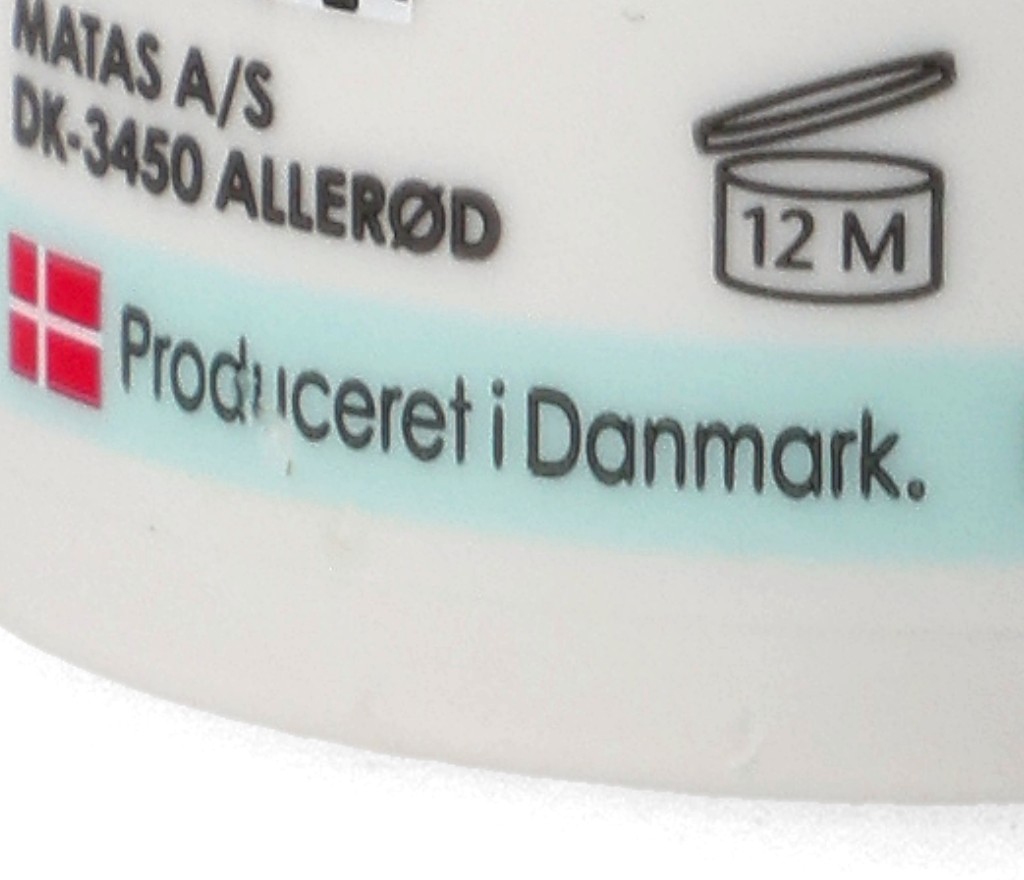 MATAS A/S
DK-3450 ALLERØD
12 M
Produceret i Danmark.